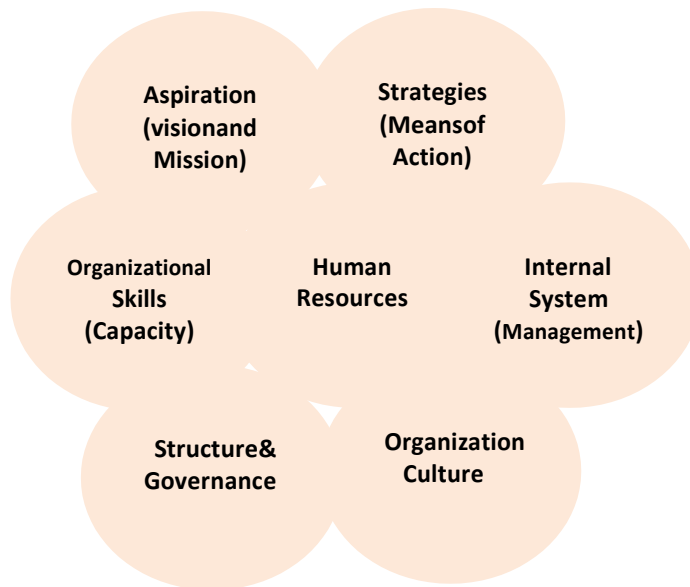 Aspiration
(visionand
Mission)
Strategies
(Meansof
Action)
Organizational
Skills
(Capacity)
Human
Resources
Internal
System
(Management)
Structure&
Governance
Organization
Culture